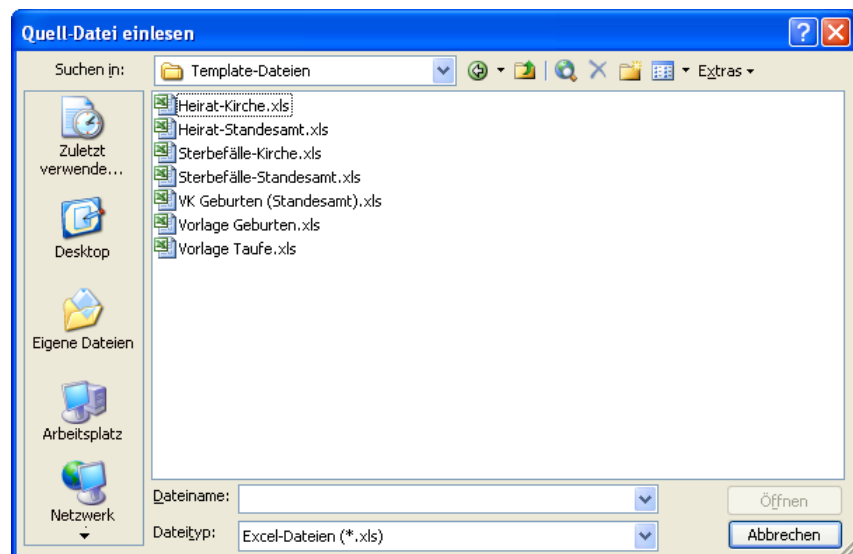 Quell-Datei einlesen
Suchen in:
Template-Dateien
Extras
Zuletzt
verwende...
Desktop
Eigene Dateien
Arbeitsplatz
Netzwerk
Heirat-Kirche.xls
Heirat-Standesamt.xls
Sterbefälle-Kirche.xls
Sterbefälle-Standesamt.xls
VK Geburten (Standesamt).xls
Vorlage Geburten.xls
Vorlage Taufe.xls
Dateiname:
Öffnen
Dateityp:
Excel-Dateien (*.xls)
Abbrechen